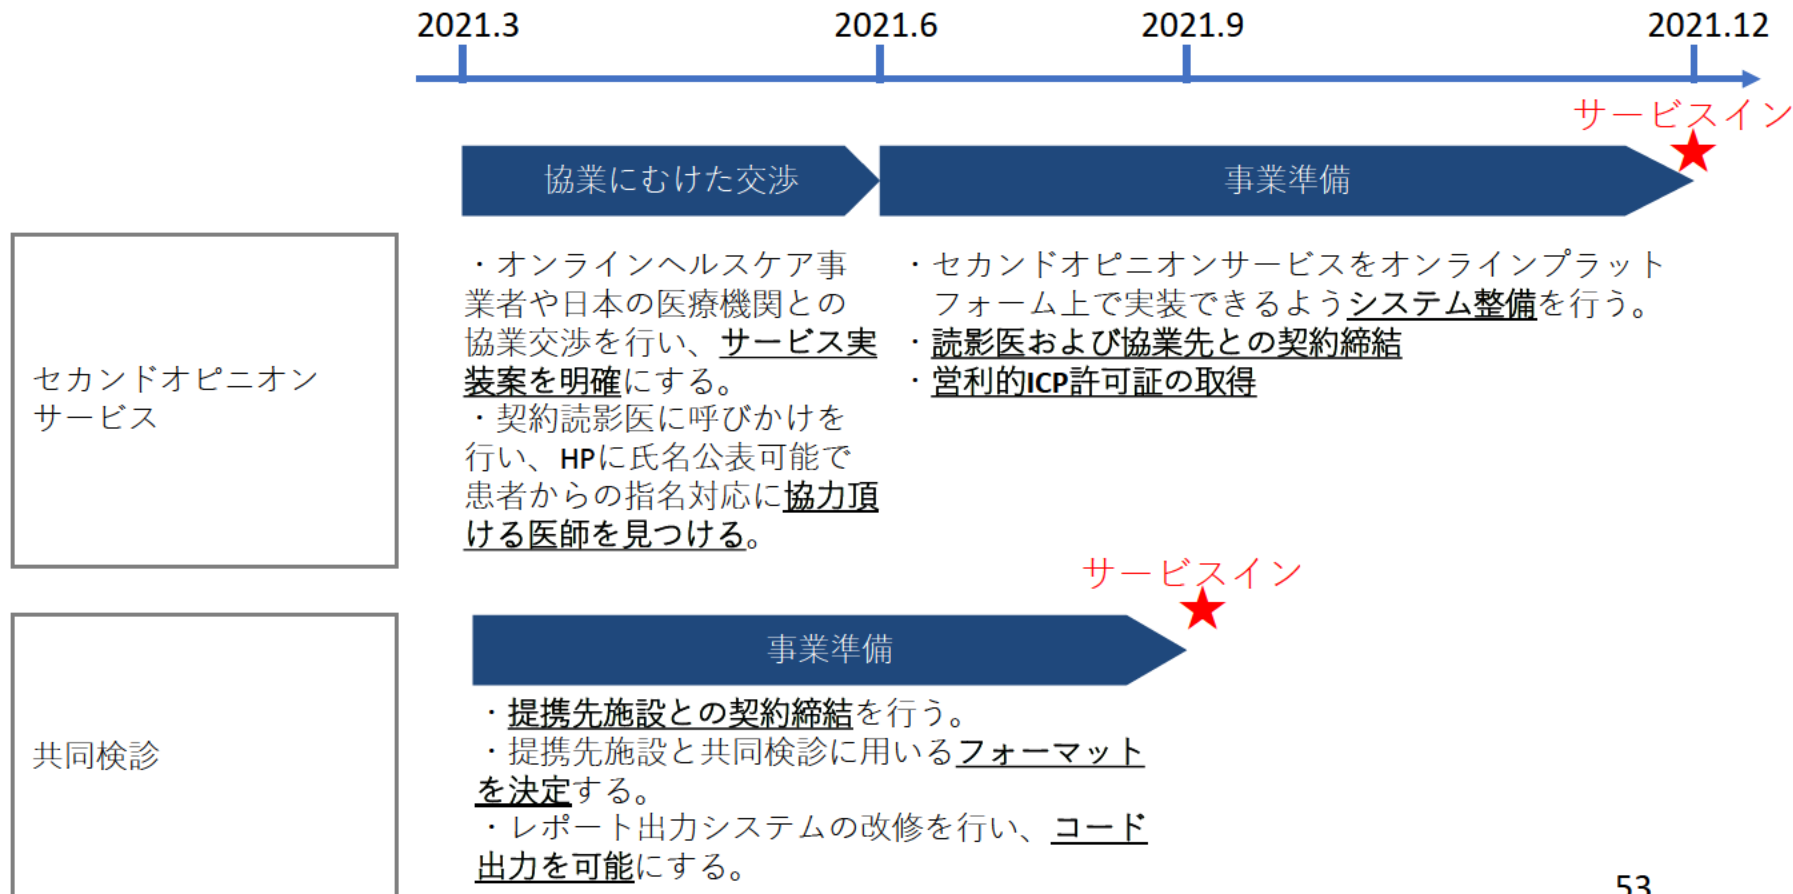 2021.3
2021.6
2021.9
2021.12
サービスイン
協業にむけた交渉
事業準備
セカンドオピニオン
サービス
・オンラインヘルスケア事
業者や日本の医療機関との
協業交渉を行い、サービス実
装案を明確にする。
・契約読影医に呼びかけを
行い、HPに氏名公表可能で
患者からの指名対応に協力頂
ける医師を見つける。
・セカンドオピニオンサービスをオンラインプラット
フォーム上で実装できるようシステム整備を行う。
・読影医および協業先との契約締結
・営利的ICP許可証の取得
サービスイン
事業準備
共同検診
・提携先施設との契約締結を行う。
・提携先施設と共同検診に用いるフォーマット
を決定する。
・レポート出力システムの改修を行い、コード
出力を可能にする。
53